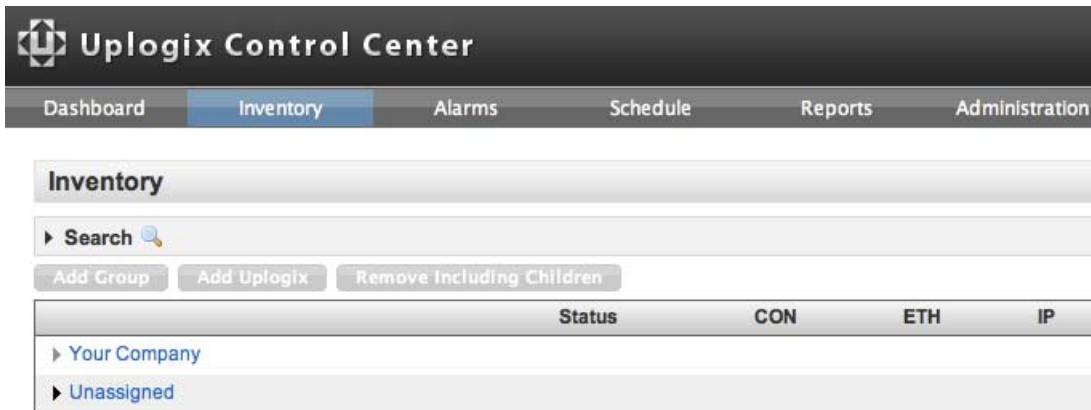 Uplogix Control Center
Dashboard Inventory Alarms Schedule Reports Administration
Inventory
Search
Add Group Add Uplogix Remove Including Children
Status CON ETH IP
Your Company
Unassigned